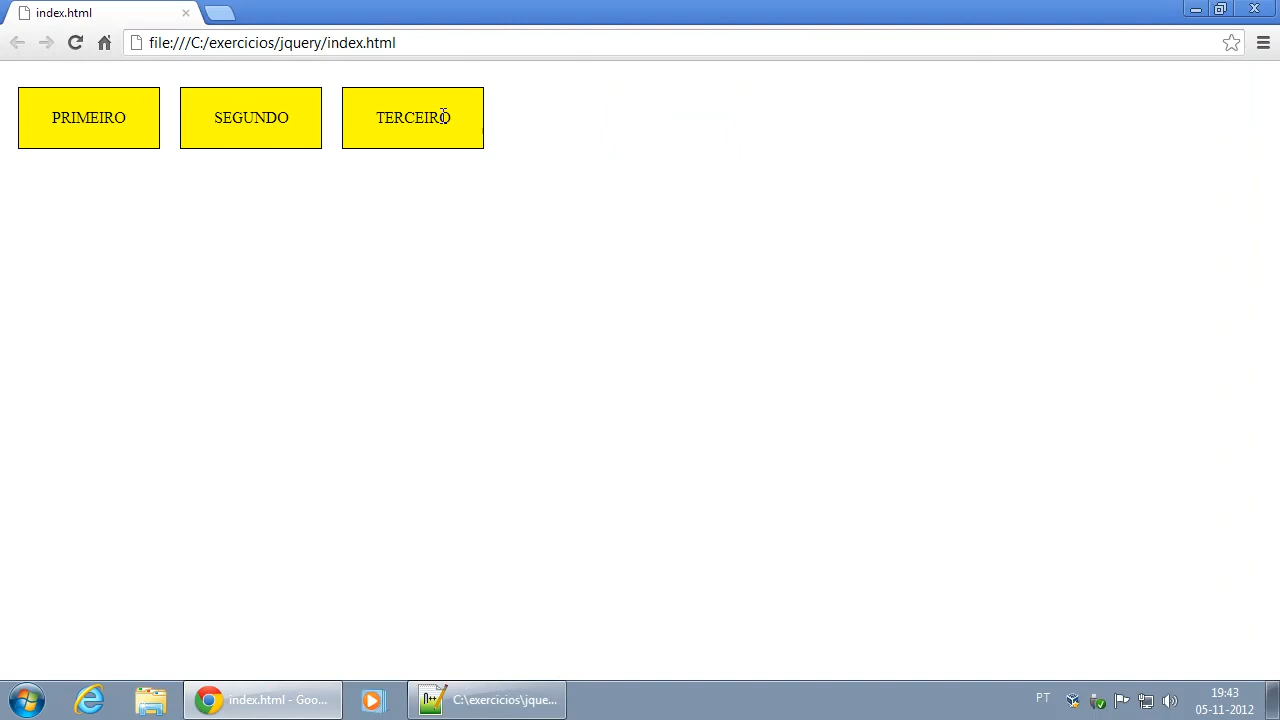 index.html
file:///C:/exercicios/jquery/index.html
PRIMEIRO
SEGUNDO
TERCEIRO
index.html - Goo...
C:\exercicios\jque...
PT
19:43
05-11-2012